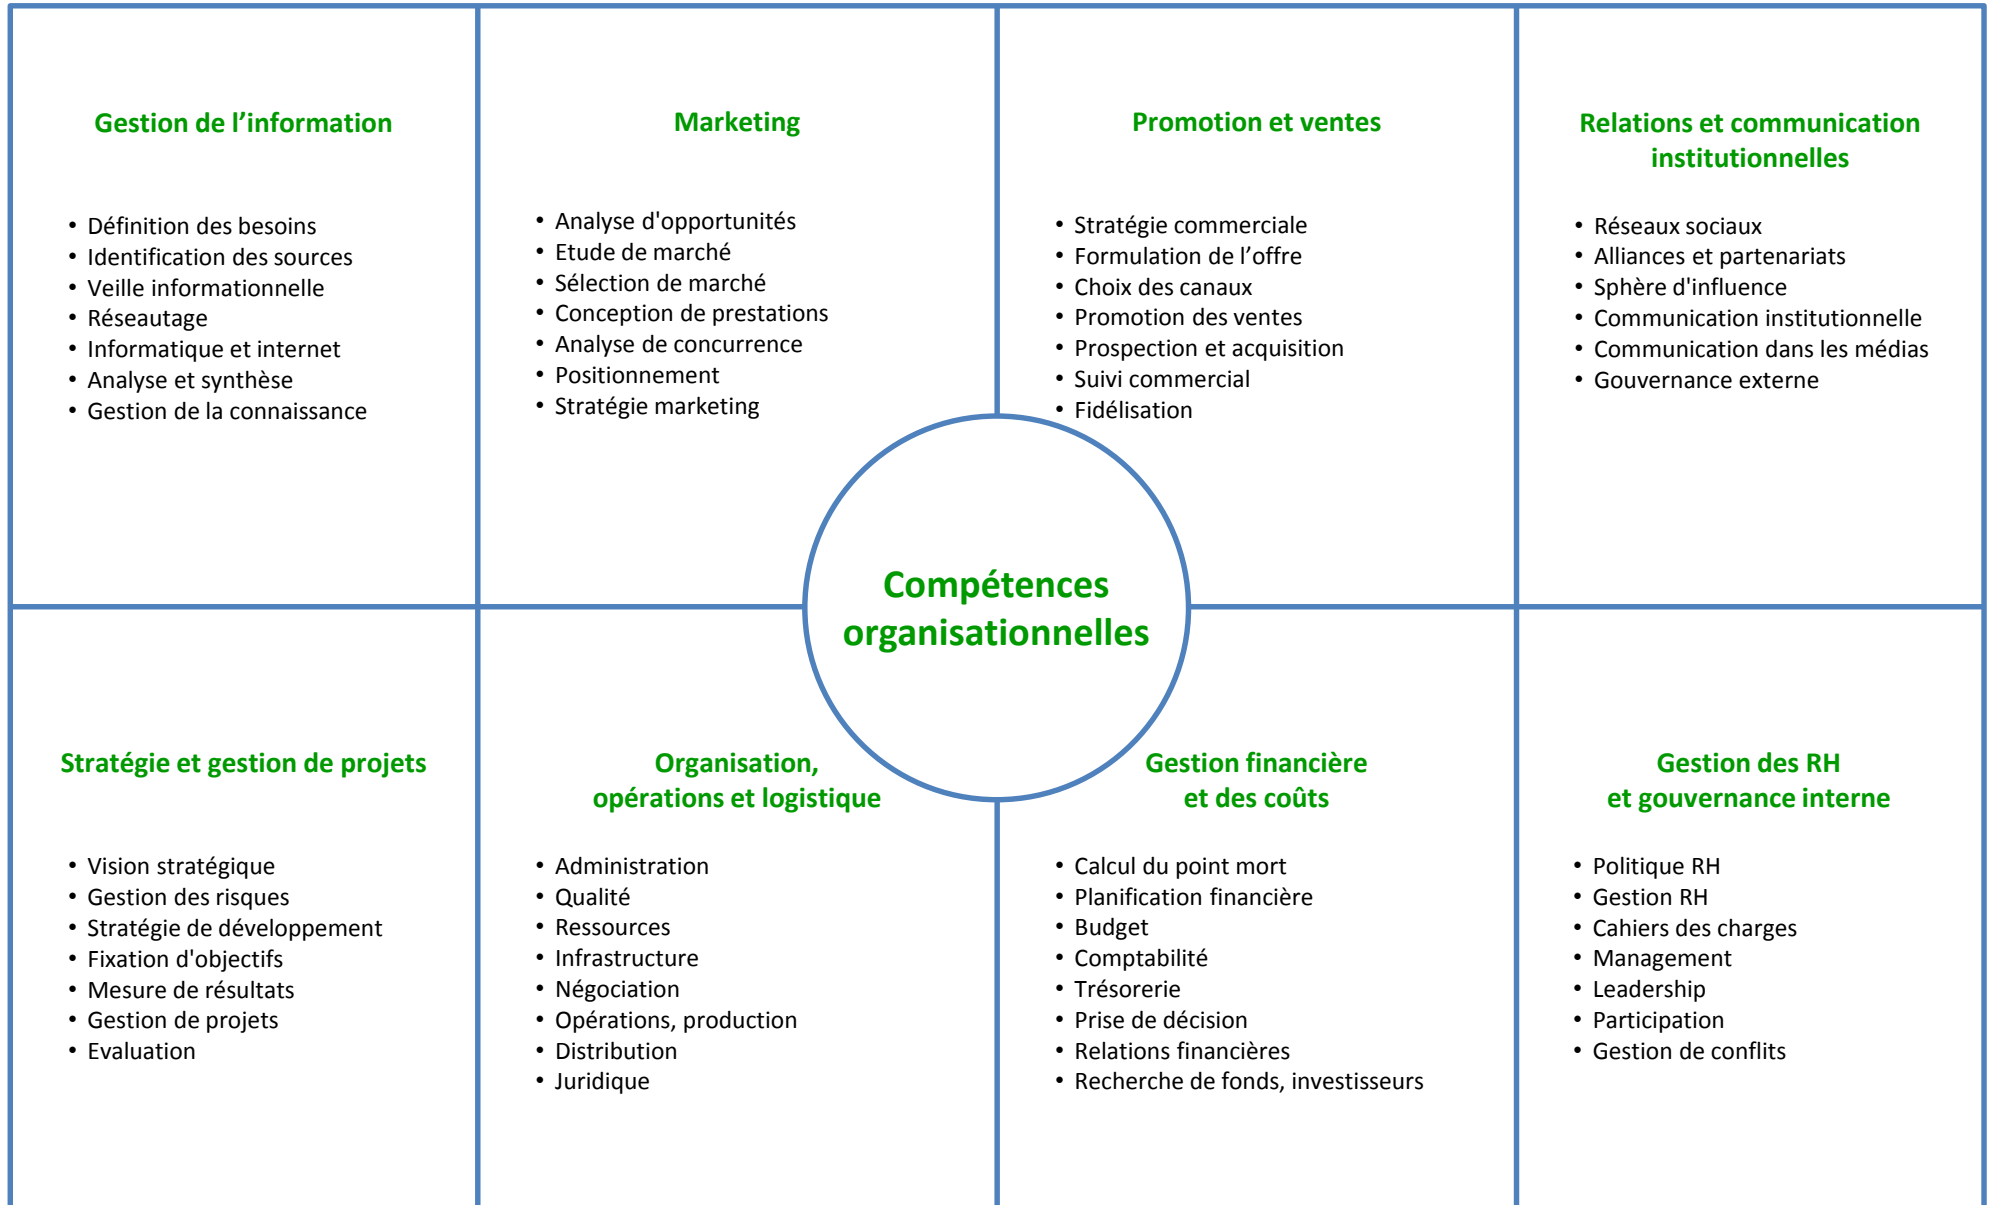 Gestion de l’information
• Définition des besoins
• Identification des sources
• Veille informationnelle
• Réseautage
• Informatique et internet
• Analyse et synthèse
• Gestion de la connaissance
Marketing
• Analyse d'opportunités
• Etude de marché
• Sélection de marché
• Conception de prestations
• Analyse de concurrence
• Positionnement
• Stratégie marketing
Promotion et ventes
• Stratégie commerciale
• Formulation de l’offre
• Choix des canaux
• Promotion des ventes
• Prospection et acquisition
• Suivi commercial
• Fidélisation
Relations et communication
institutionnelles
• Réseaux sociaux
• Alliances et partenariats
• Sphère d'influence
• Communication institutionnelle
• Communication dans les médias
• Gouvernance externe
Compétences
organisationnelles
Stratégie et gestion de projets
• Vision stratégique
• Gestion des risques
• Stratégie de développement
• Fixation d'objectifs
• Mesure de résultats
• Gestion de projets
• Evaluation
Organisation,
opérations et logistique
• Administration
• Qualité
• Ressources
• Infrastructure
• Négociation
• Opérations, production
• Distribution
• Juridique
Gestion financière
et des coûts
• Calcul du point mort
• Planification financière
• Budget
• Comptabilité
• Trésorerie
• Prise de décision
• Relations financières
• Recherche de fonds, investisseurs
Gestion des RH
et gouvernance interne
• Politique RH
• Gestion RH
• Cahiers des charges
• Management
• Leadership
• Participation
• Gestion de conflits